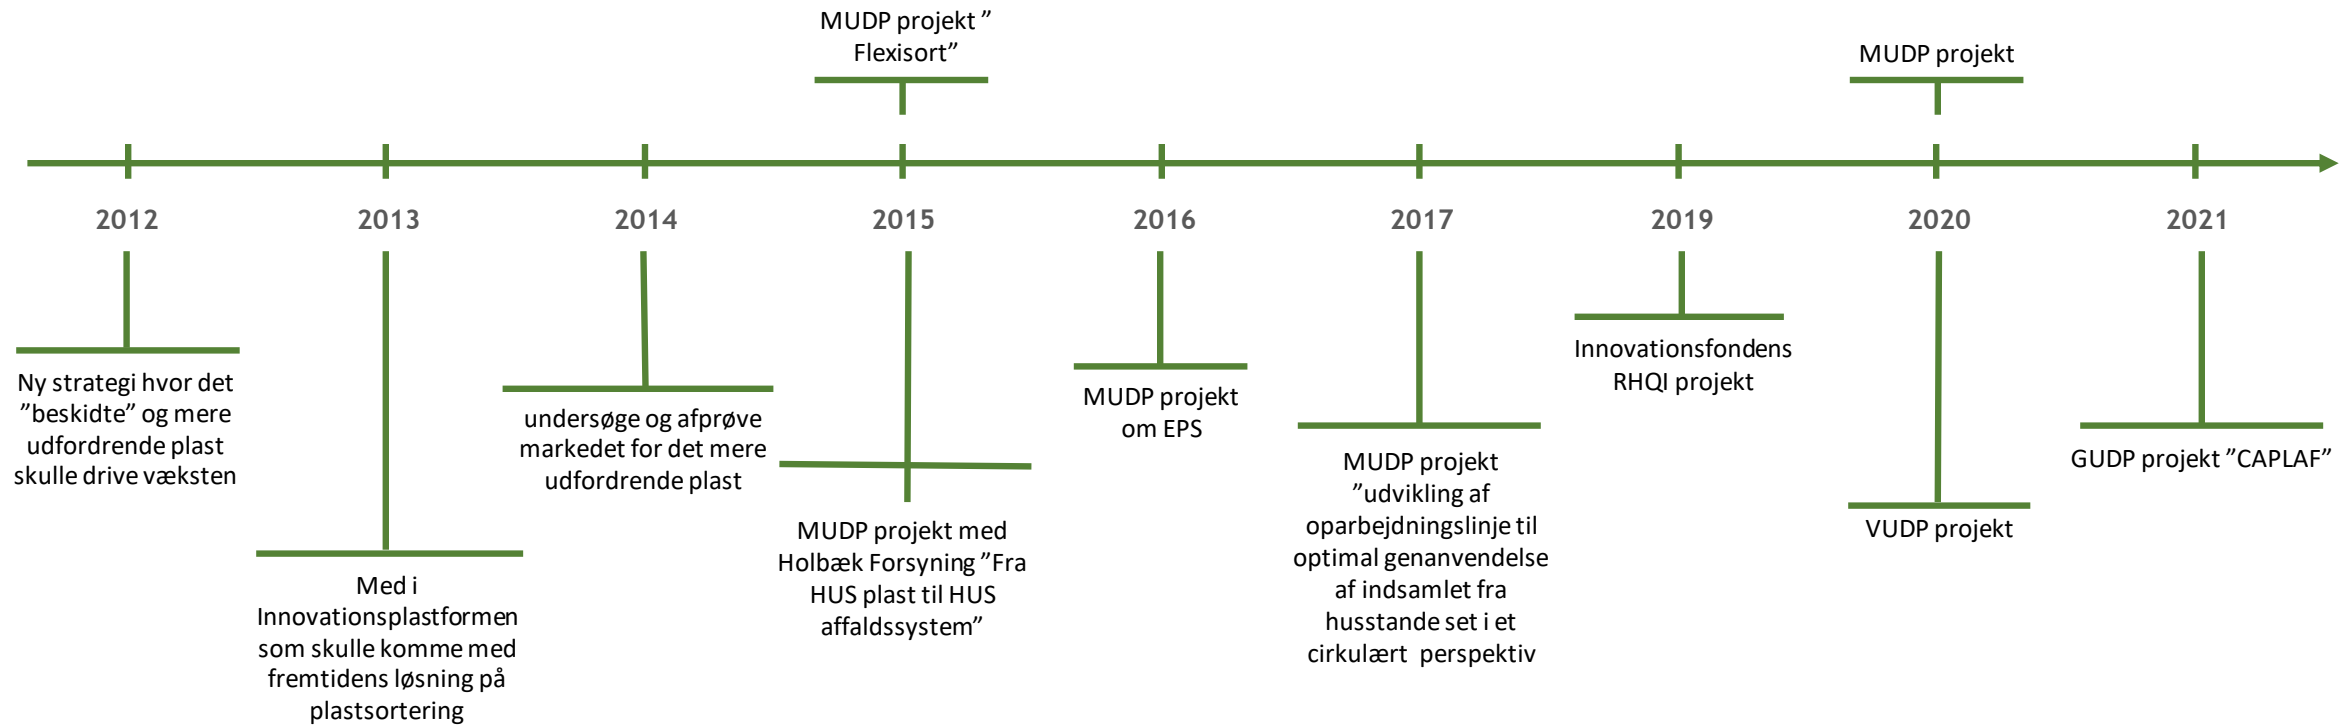 MUDP projekt ”
Flexisort”
MUDP projekt
2012
2013
2014
2015
2016
2017
2019
2020
2021
Ny strategi hvor det
”beskidte” og mere
udfordrende plast
skulle drive væksten
Med i
Innovationsplastformen
som skulle komme med
fremtidens løsning på
plastsortering
undersøge og afprøve
markedet for det mere
udfordrende plast
MUDP projekt med
Holbæk Forsyning ”Fra
HUS plast til HUS
affaldssystem”
MUDP projekt
om EPS
MUDP projekt
”udvikling af
oparbejdningslinje til
optimal genanvendelse
af indsamlet fra
husstande set i et
cirkulært perspektiv
Innovationsfondens
RHQI projekt
VUDP projekt
GUDP projekt ”CAPLAF”